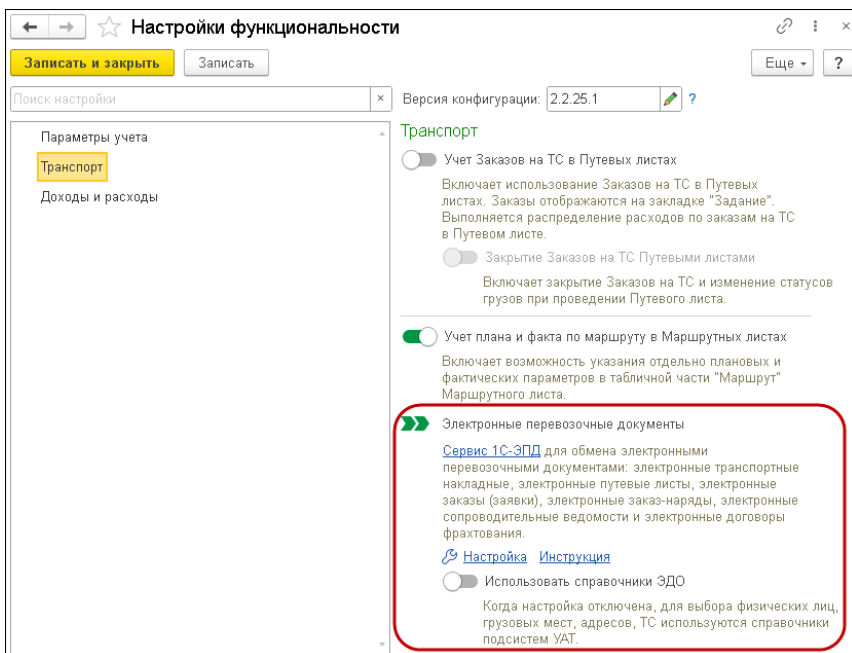 Настройки функциональности
Записать и закрыть
Записать
Еще
?
Поиск настройки
×
Версия конфигурации: 2.2.25.1 ?
Параметры учета
Транспорт
Доходы и расходы
Транспорт
Учет Заказов на ТС в Путевых листах
Включает использование Заказов на ТС в Путевых
листах. Заказы отображаются на закладке "Задание".
Выполняется распределение расходов по заказам на ТС
в Путевом листе.
Закрытие Заказов на ТС Путевыми листами
Включает закрытие Заказов на ТС и изменение статусов
грузов при проведении Путевого листа.
Учет плана и факта по маршруту в Маршрутных листах
Включает возможность указания отдельно плановых и
фактических параметров в табличной части "Маршрут"
Маршрутного листа.
Электронные перевозочные документы
Сервис 1С-ЭПД для обмена электронными
перевозочными документами: электронные транспортные
накладные, электронные путевые листы, электронные
заказы (заявки), электронные заказ-наряды, электронные
сопроводительные ведомости и электронные договоры
фрахтования.
Настройка Инструкция
Использовать справочники ЭДО
Когда настройка отключена, для выбора физических лиц,
грузовых мест, адресов, ТС используются справочники
подсистем УАТ.